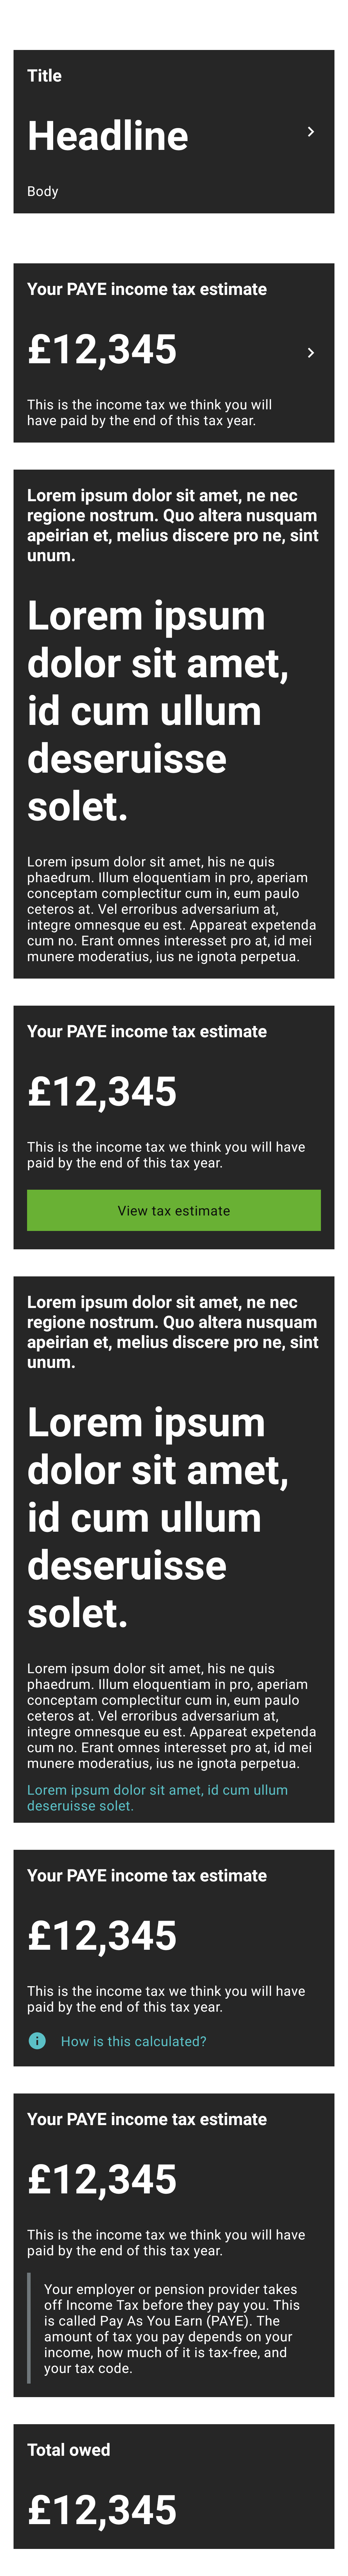 Title
Headline
Body
Your PAYE income tax estimate
£12,345
This is the income tax we think you will
have paid by the end of this tax year.
Lorem ipsum dolor sit amet, ne nec
regione nostrum. Quo altera nusquam
apeirian et, melius discere pro ne, sint
unum.
Lorem ipsum
dolor sit amet,
id cum ullum
deseruisse
solet.
Lorem ipsum dolor sit amet, his ne quis
phaedrum. Illum eloquentiam in pro, aperiam
conceptam complectitur cum in, eum paulo
ceteros at. Vel erroribus adversarium at,
integre omnesque eu est. Appareat expetenda
cum no. Erant omnes interesset pro at, id mei
munere moderatius, ius ne ignota perpetua.
Your PAYE income tax estimate
£12,345
This is the income tax we think you will have
paid by the end of this tax year.
View tax estimate
Lorem ipsum dolor sit amet, ne nec
regione nostrum. Quo altera nusquam
apeirian et, melius discere pro ne, sint
unum.
Lorem ipsum
dolor sit amet,
id cum ullum
deseruisse
solet.
Lorem ipsum dolor sit amet, his ne quis
phaedrum. Illum eloquentiam in pro, aperiam
conceptam complectitur cum in, eum paulo
ceteros at. Vel erroribus adversarium at,
integre omnesque eu est. Appareat expetenda
cum no. Erant omnes interesset pro at, id mei
munere moderatius, ius ne ignota perpetua.
Lorem ipsum dolor sit amet, id cum ullum
deseruisse solet.
Your PAYE income tax estimate
£12,345
This is the income tax we think you will have
paid by the end of this tax year.
How is this calculated?
Your PAYE income tax estimate
£12,345
This is the income tax we think you will have
paid by the end of this tax year.
Your employer or pension provider takes
off Income Tax before they pay you. This
is called Pay As You Earn (PAYE). The
amount of tax you pay depends on your
income, how much of it is tax-free, and
your tax code.
Total owed
£12,345